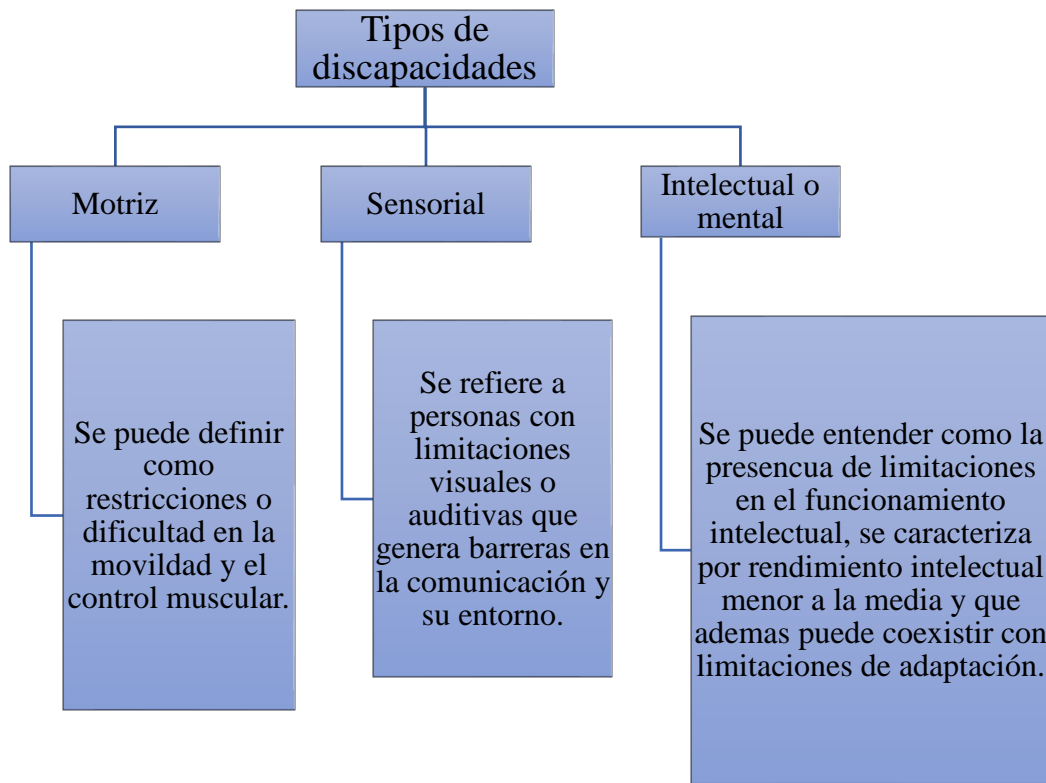 Tipos de
discapacidades
Motriz
Sensorial
Intelectual o
mental
Se puede definir
como
restricciones o
dificultad en la
movildad y el
control muscular.
Se refiere a
personas con
limitaciones
visuales o
auditivas que
genera barreras en
la comunicación y
su entorno.
Se puede entender como la
presencua de limitaciones
en el funcionamiento
intelectual, se caracteriza
por rendimiento intelectual
menor a la media y que
ademas puede coexistir con
limitaciones de adaptación.